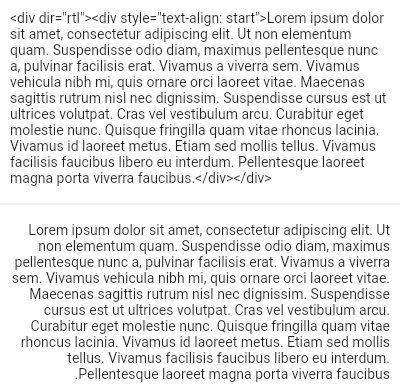 <div dir="rtl"><div style="text-align: start">Lorem ipsum dolor
sit amet, consectetur adipiscing elit. Ut non elementum
quam. Suspendisse odio diam, maximus pellentesque nunc
a, pulvinar facilisis erat. Vivamus a viverra sem. Vivamus
vehicula nibh mi, quis ornare orci laoreet vitae. Maecenas
sagittis rutrum nisl nec dignissim. Suspendisse cursus est ut
ultrices volutpat. Cras vel vestibulum arcu. Curabitur eget
molestie nunc. Quisque fringilla quam vitae rhoncus lacinia.
Vivamus id laoreet metus. Etiam sed mollis tellus. Vivamus
facilisis faucibus libero eu interdum. Pellentesque laoreet
magna porta viverra faucibus.</div></div>
Lorem ipsum dolor sit amet, consectetur adipiscing elit. Ut
non elementum quam. Suspendisse odio diam, maximus
pellentesque nunc a, pulvinar facilisis erat. Vivamus a viverra
sem. Vivamus vehicula nibh mi, quis ornare orci laoreet vitae.
Maecenas sagittis rutrum nisl nec dignissim. Suspendisse
cursus est ut ultrices volutpat. Cras vel vestibulum arcu.
Curabitur eget molestie nunc. Quisque fringilla quam vitae
rhoncus lacinia. Vivamus id laoreet metus. Etiam sed mollis
tellus. Vivamus facilisis faucibus libero eu interdum.
.Pellentesque laoreet magna porta viverra faucibus